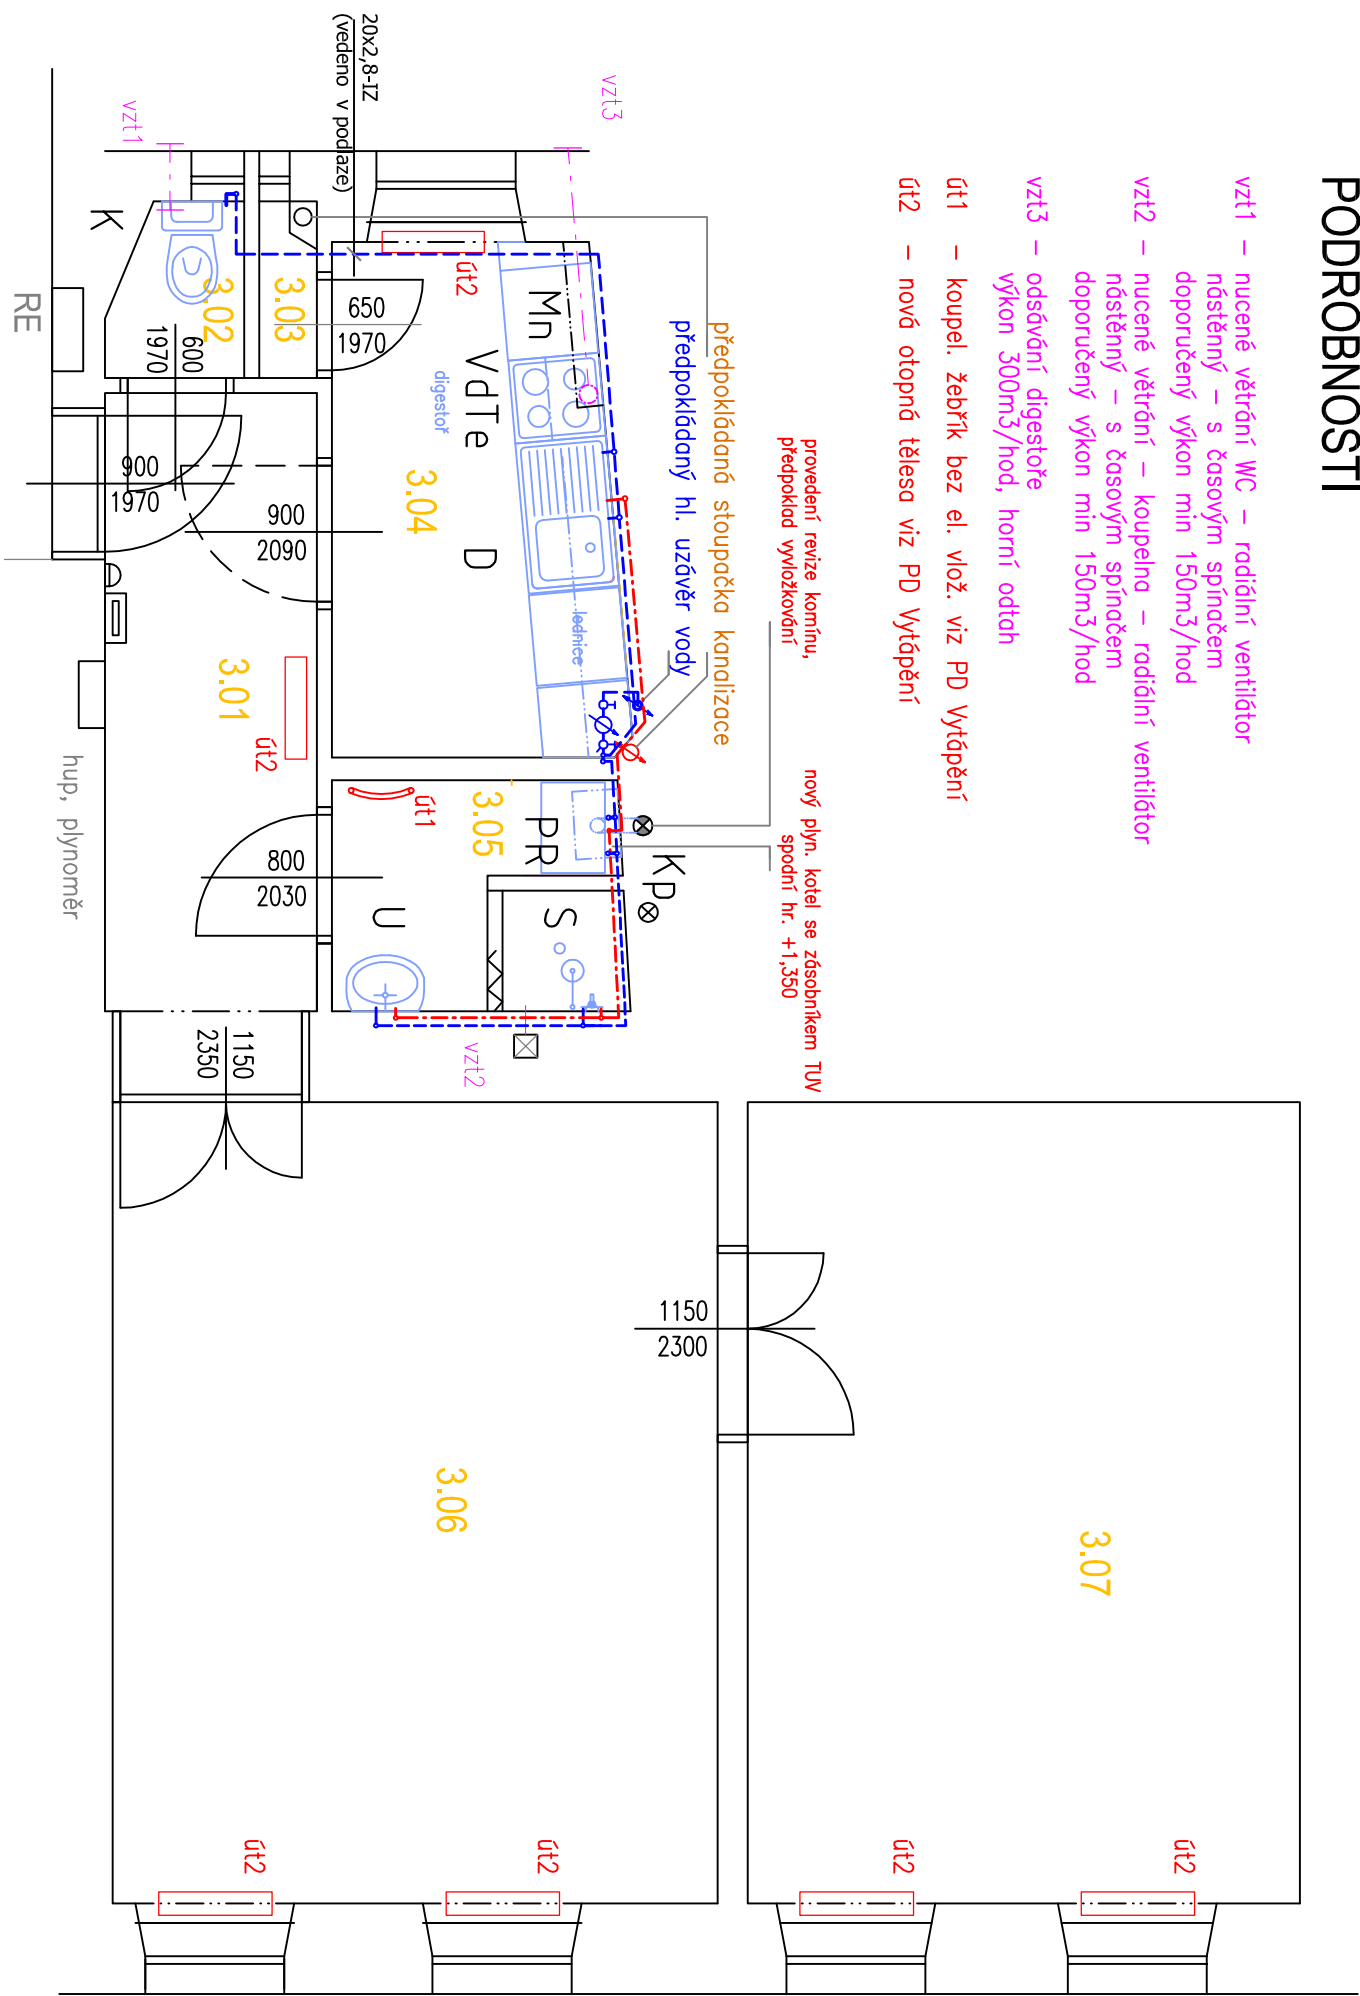 PODROBNOSTI
vzt1 – nucené větrání WC – radiální ventilátor
nástěnný – s časovým spínačem
doporučený výkon min 150m3/hod
vzt2 – nucené větrání – koupelna – radiální ventilátor
nástěnný – s časovým spínačem
doporučený výkon min 150m3/hod
vzt3 – odsávání digestoře
výkon 300m3/hod, horní odtah
út1 – koupel. žebřík bez el. vlož. viz PD Vytápění
út2 – nová otopná tělesa viz PD Vytápění
provedení revize komínu,
předpoklad vyvložkování
nový plyn. kotel se zásobníkem TUV
spodní hr. +1,350
předpokládaná stoupačka kanalizace
předpokládaný hl. uzávěr vody
vzt3
20x2,8-IZ
(vedeno v podlaze)
vzt1
K
RE
3.02
3.03
600
1970
650
1970
út2
Mn
VdTe
digestoř
3.04
D
lednice
900
1970
900
2090
3.01
út2
hup, plynoměr
út1
3.05
PR
Kp
S
U
800
2030
vzt2
1150
2350
1150
2300
3.06
3.07
út2
út2
út2
út2